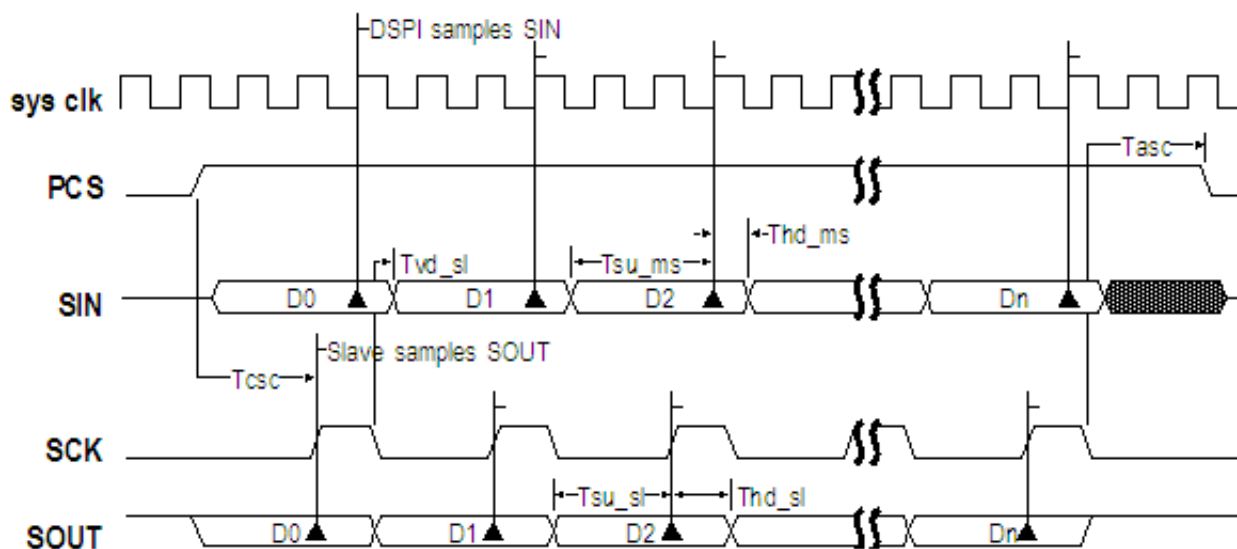 DSPI samples SIN
sys clk
Tasc
PCS
Thd_ms
Tvd_sl
Tsu_ms
SIN
D0
D1
D2
Dn
Slave samples SOUT
Tcsc
SCK
Tsu_sl
Thd_sl
SOUT
D0
D1
D2
Dn